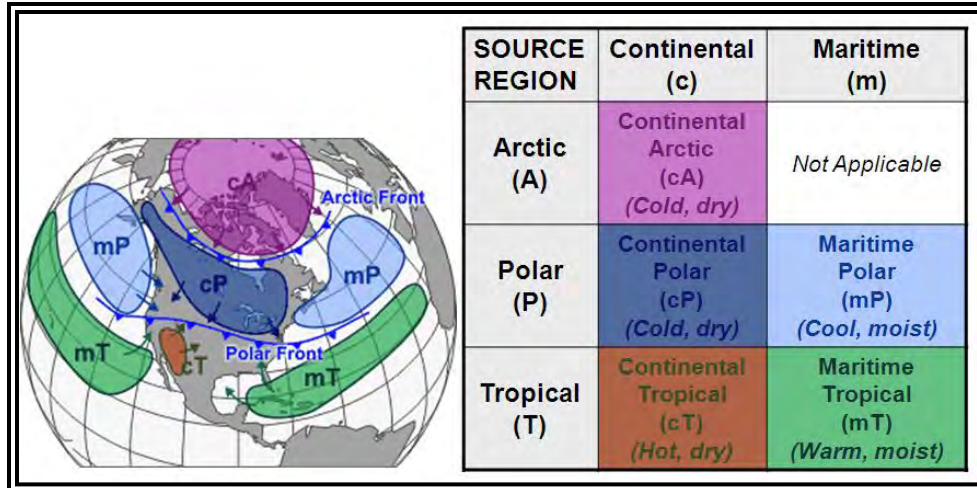 cA
Arctic Front
mP
cP
mP
mT
cT
Polar Front
mT
SOURCE REGION
Continental (c)
Maritime (m)
Arctic
(A)
Continental
Arctic
(cA)
(Cold, dry)
Not Applicable
Polar
(P)
Continental
Polar
(cP)
(Cold, dry)
Maritime
Polar
(mP)
(Cool, moist)
Tropical
(T)
Continental
Tropical
(cT)
(Hot, dry)
Maritime
Tropical
(mT)
(Warm, moist)